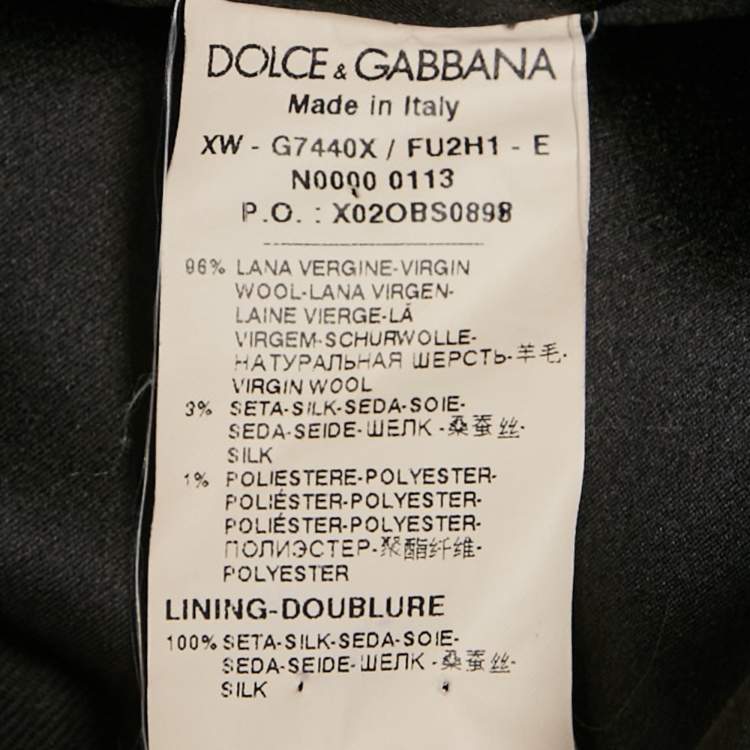 DOLCE & GABBANA
Made in Italy
XW - G7440X / FU2H1 - E
N0000 0113
P.O. : X02OBS0898
96% LANA VERGINE-VIRGIN
WOOL-LANA VIRGEN-
LAINE VIERGE-LÃ
VIRGEM-SCHURWOLLE-
НАТУРАЛЬНАЯ ШЕРСТЬ-羊毛-
VIRGIN WOOL
3% SETA-SILK-SEDA-SOIE-
SEDA-SEIDE-ШЕЛК -桑蚕丝-
SILK
1% POLIESTERE-POLYESTER-
POLIÉSTER-POLYESTER-
POLIÉSTER-POLYESTER-
ПОЛИЭСТЕР-聚酯纤维-
POLYESTER
LINING-DOUBLURE
100% SETA-SILK-SEDA-SOIE-
SEDA-SEIDE-ШЕЛК -桑蚕丝-
SILK